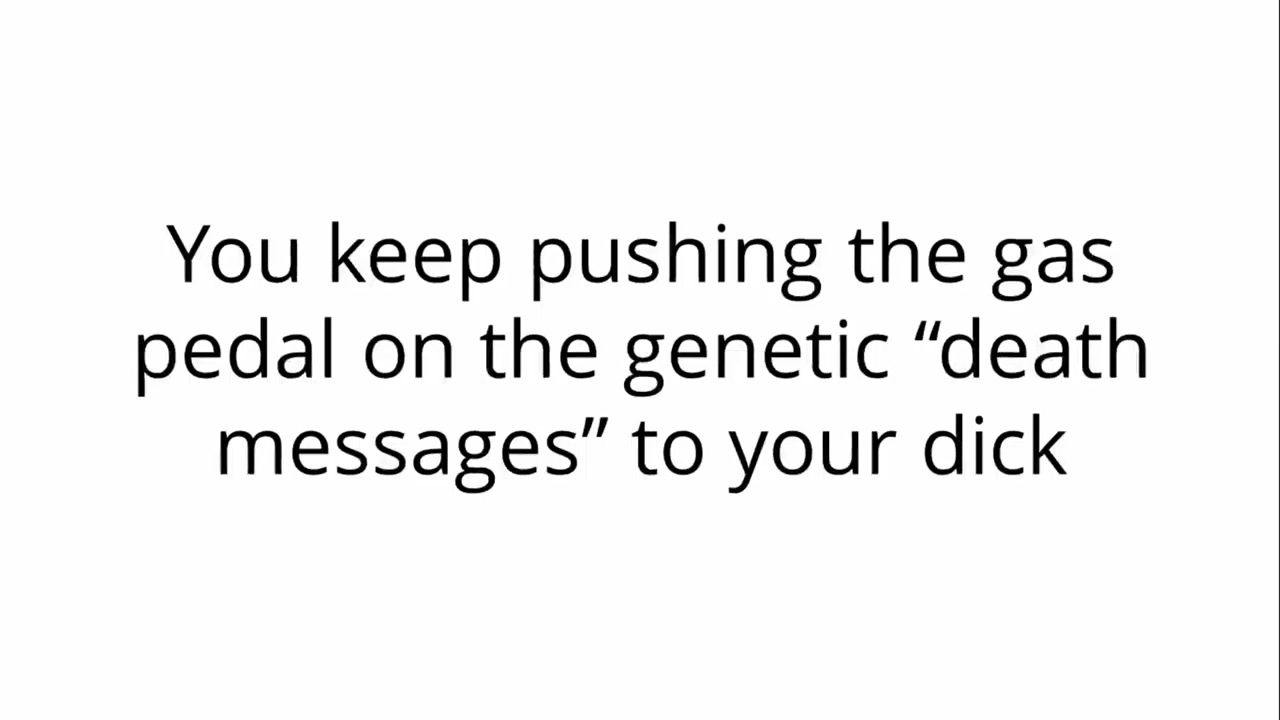 You keep pushing the gas
pedal on the genetic “death
messages” to your dick